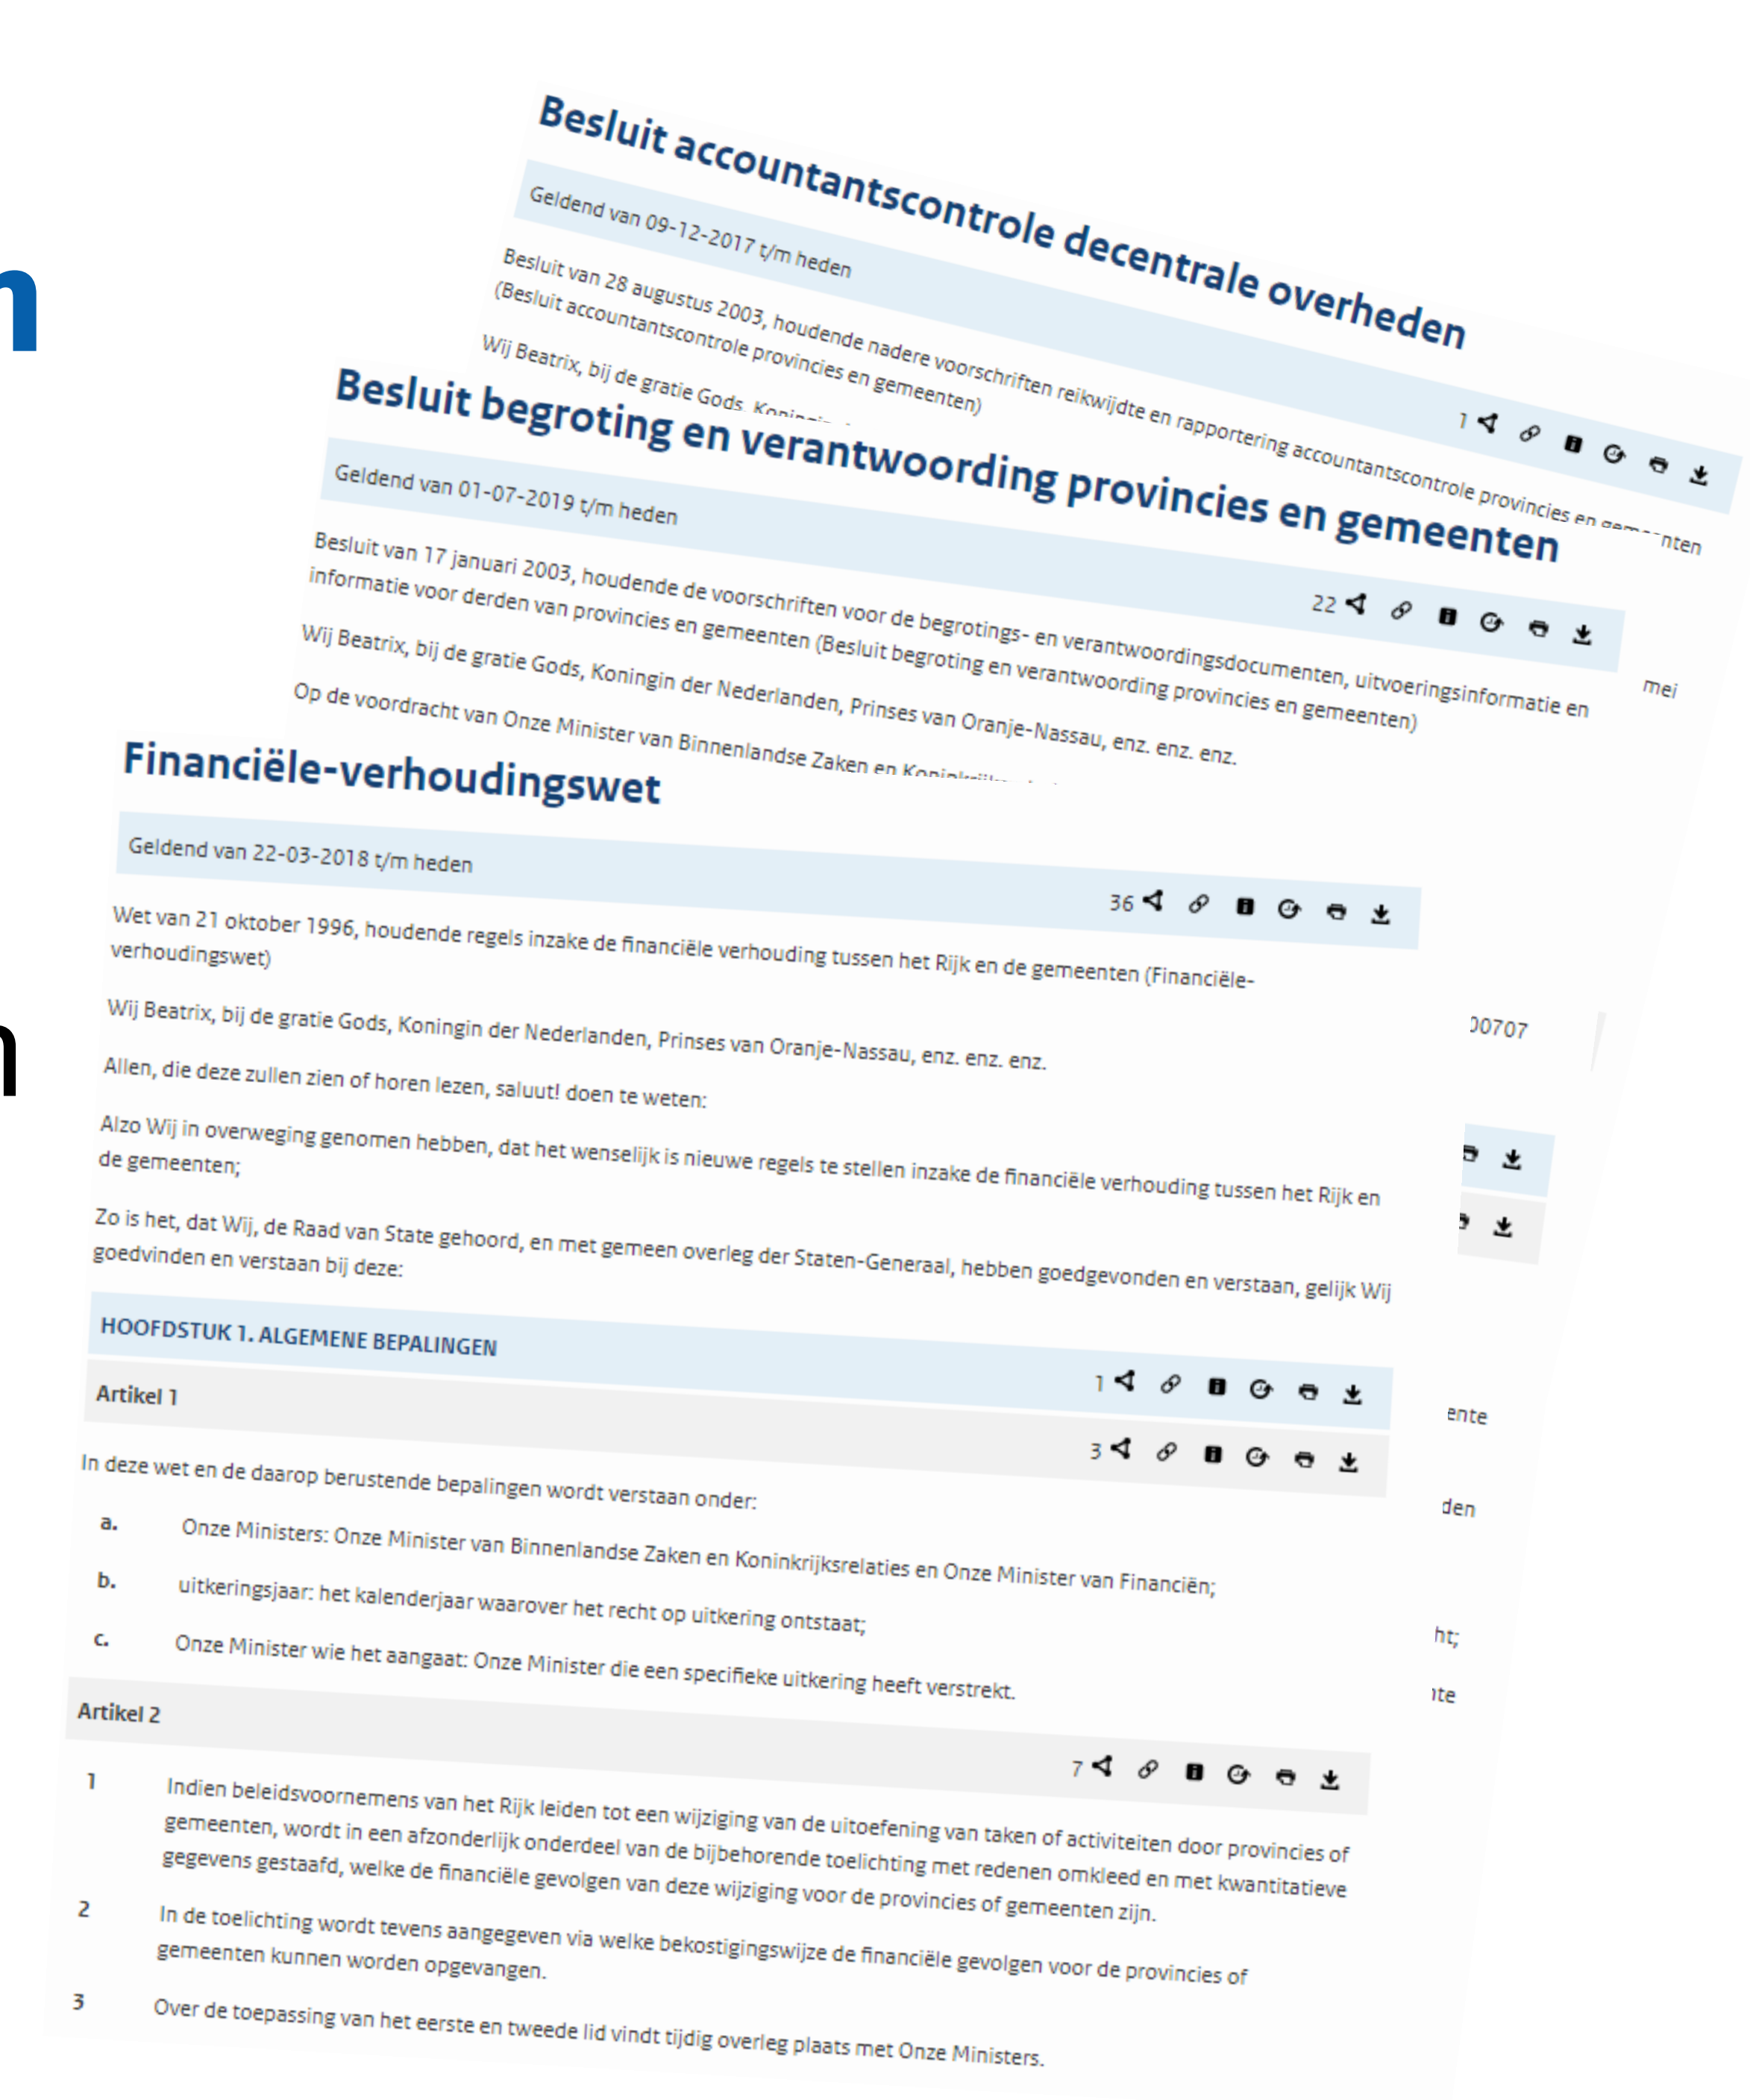 Besluit accountantscontrole decentrale overheden
Geldend van 09-12-2017 t/m heden
1
Besluit van 28 augustus 2003, houdende nadere voorschriften reikwijdte en rapportering accountantscontrole provincies en gemeenten
(Besluit accountantscontrole provincies en gemeenten)
Wij Beatrix, bij de gratie Gods, Koningin
mei
Besluit begroting en verantwoording provincies en gemeenten
Geldend van 01-07-2019 t/m heden
22
Besluit van 17 januari 2003, houdende de voorschriften voor de begrotings- en verantwoordingsdocumenten, uitvoeringsinformatie en
informatie voor derden van provincies en gemeenten (Besluit begroting en verantwoording provincies en gemeenten)
Wij Beatrix, bij de gratie Gods, Koningin der Nederlanden, Prinses van Oranje-Nassau, enz. enz. enz.
Op de voordracht van Onze Minister van Binnenlandse Zaken en
00707
ente
den
ht;
nte
Financiële-verhoudingswet
Geldend van 22-03-2018 t/m heden
36
Wet van 21 oktober 1996, houdende regels inzake de financiële verhouding tussen het Rijk en de gemeenten (Financiële-
verhoudingswet)
Wij Beatrix, bij de gratie Gods, Koningin der Nederlanden, Prinses van Oranje-Nassau, enz. enz. enz.
Allen, die deze zullen zien of horen lezen, saluut! doen te weten:
Alzo Wij in overweging genomen hebben, dat het wenselijk is nieuwe regels te stellen inzake de financiële verhouding tussen het Rijk en
de gemeenten;
Zo is het, dat Wij, de Raad van State gehoord, en met gemeen overleg der Staten-Generaal, hebben goedgevonden en verstaan, gelijk Wij
goedvinden en verstaan bij deze:
HOOFDSTUK 1. ALGEMENE BEPALINGEN
1
Artikel 1
3
In deze wet en de daarop berustende bepalingen wordt verstaan onder:
a. Onze Ministers: Onze Minister van Binnenlandse Zaken en Koninkrijksrelaties en Onze Minister van Financiën;
b. uitkeringsjaar: het kalenderjaar waarover het recht op uitkering ontstaat;
c. Onze Minister wie het aangaat: Onze Minister die een specifieke uitkering heeft verstrekt.
Artikel 2
7
1 Indien beleidsvoornemens van het Rijk leiden tot een wijziging van de uitoefening van taken of activiteiten door provincies of
gemeenten, wordt in een afzonderlijk onderdeel van de bijbehorende toelichting met redenen omkleed en met kwantitatieve
gegevens gestaafd, welke de financiële gevolgen van deze wijziging voor de provincies of gemeenten zijn.
2 In de toelichting wordt tevens aangegeven via welke bekostigingswijze de financiële gevolgen voor de provincies of
gemeenten kunnen worden opgevangen.
3 Over de toepassing van het eerste en tweede lid vindt tijdig overleg plaats met Onze Ministers.